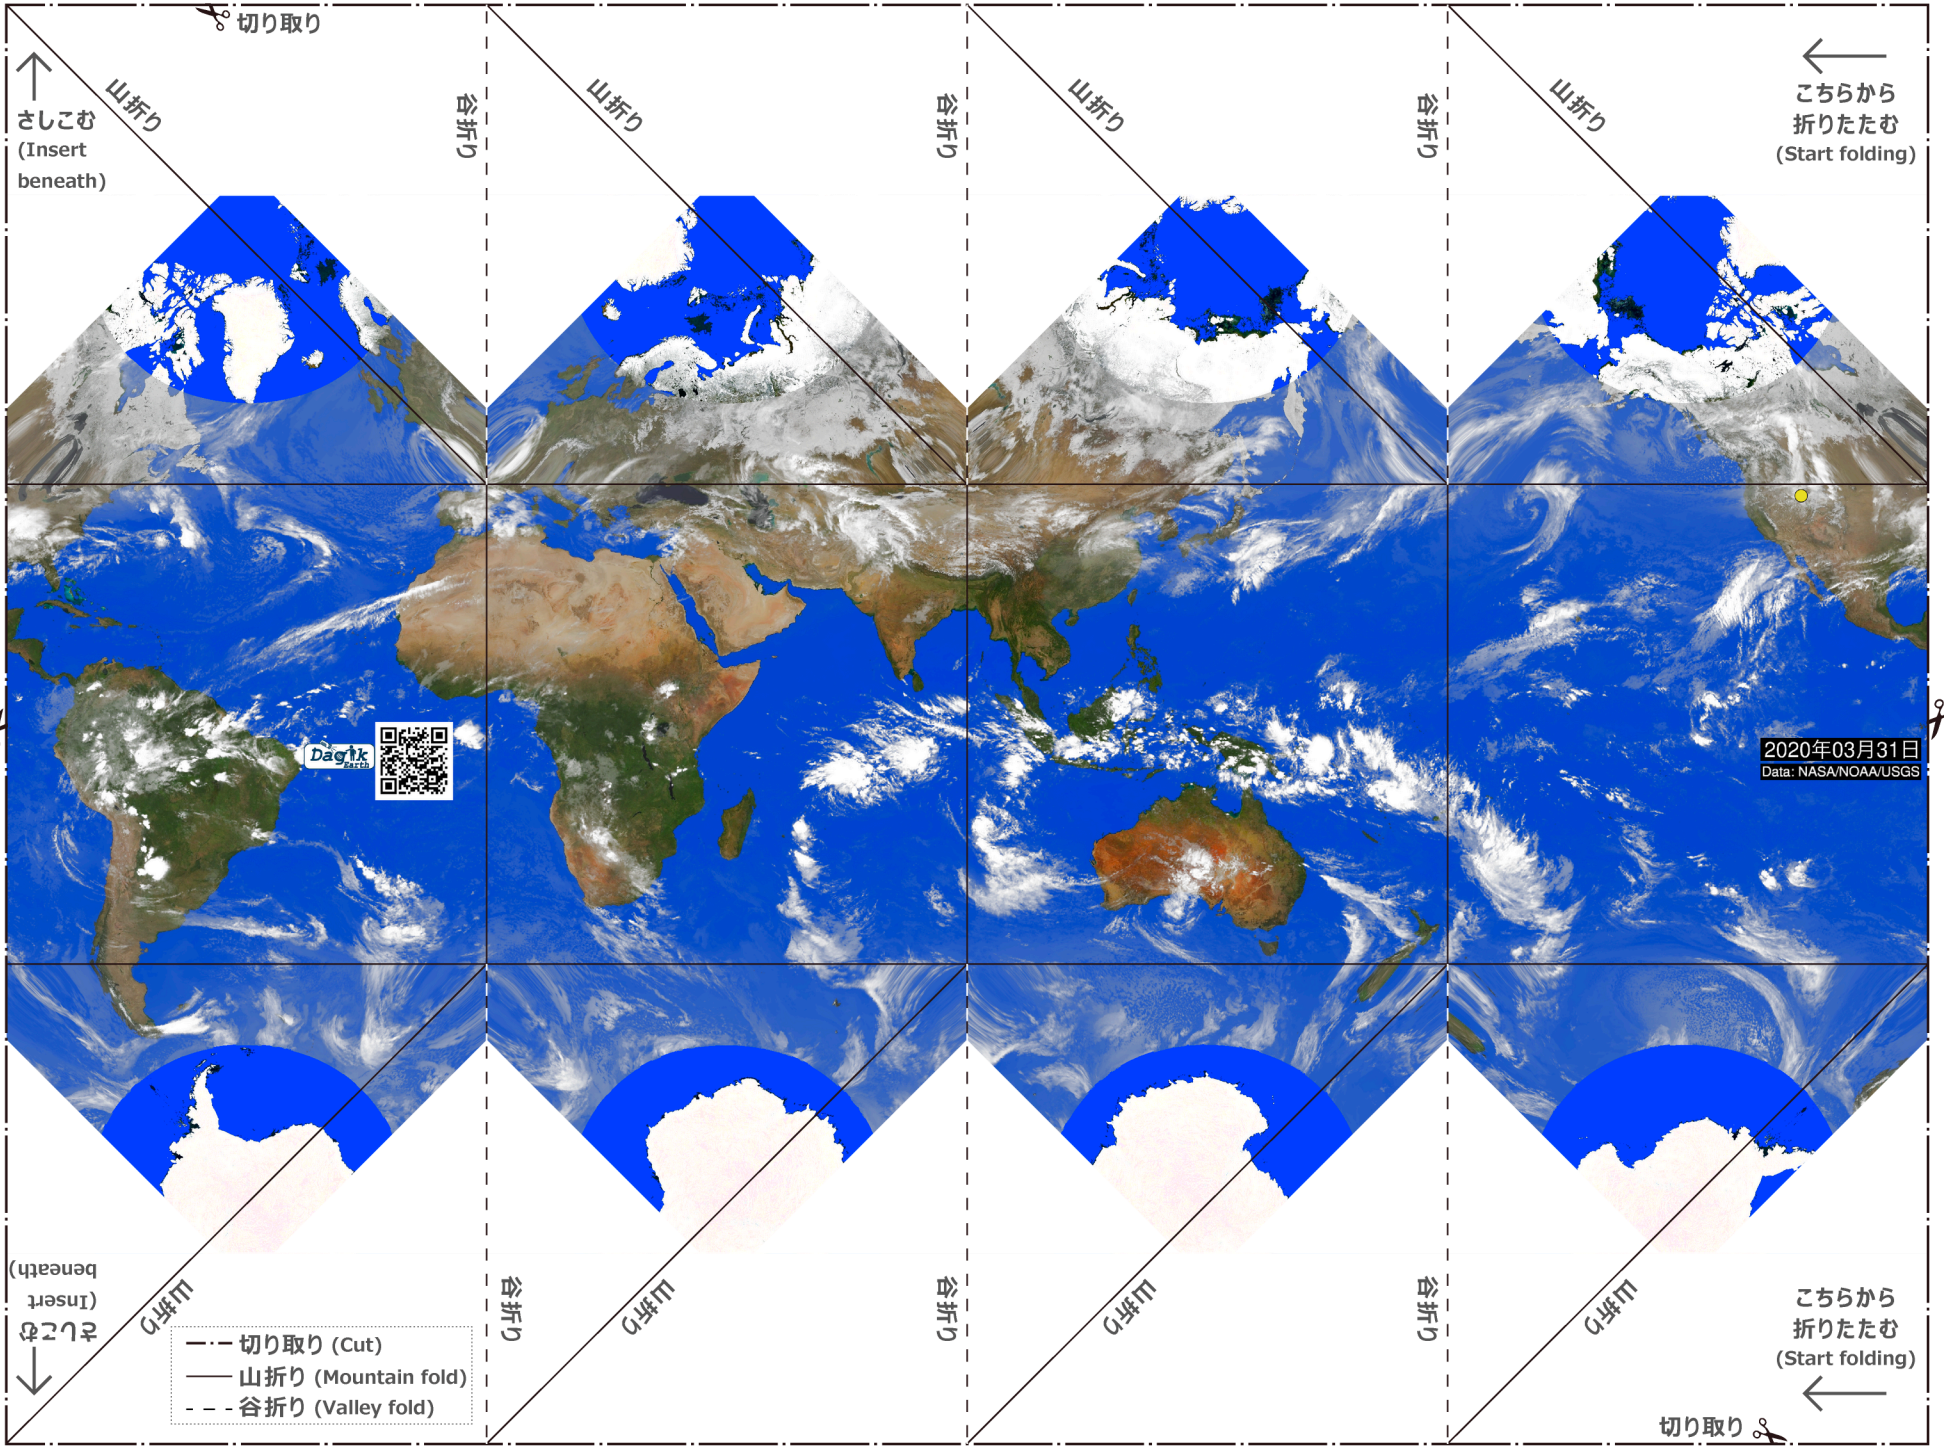 切り取り
山折り
谷折り
山折り
谷折り
山折り
谷折り
山折り
さしこむ
(Insert
beneath)
こちらから
折りたたむ
(Start folding)
Dagik
Earth
2020年03月31日
Data: NASA/NOAA/USGS
さしこむ
(Insert
beneath)
山折り
谷折り
山折り
谷折り
山折り
谷折り
山折り
こちらから
折りたたむ
(Start folding)
切り取り (Cut)
山折り (Mountain fold)
谷折り (Valley fold)
切り取り